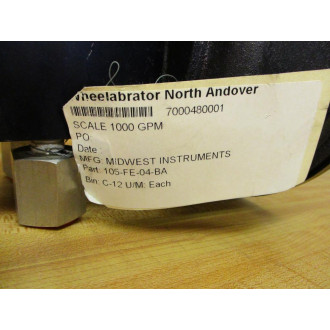 Wheelabrator North Andover
7000480001
SCALE 1000 GPM
PO:
Date:
MFG: MIDWEST INSTRUMENTS
Part: 105-FE-04-BA
Bin: C-12 U/M: Each